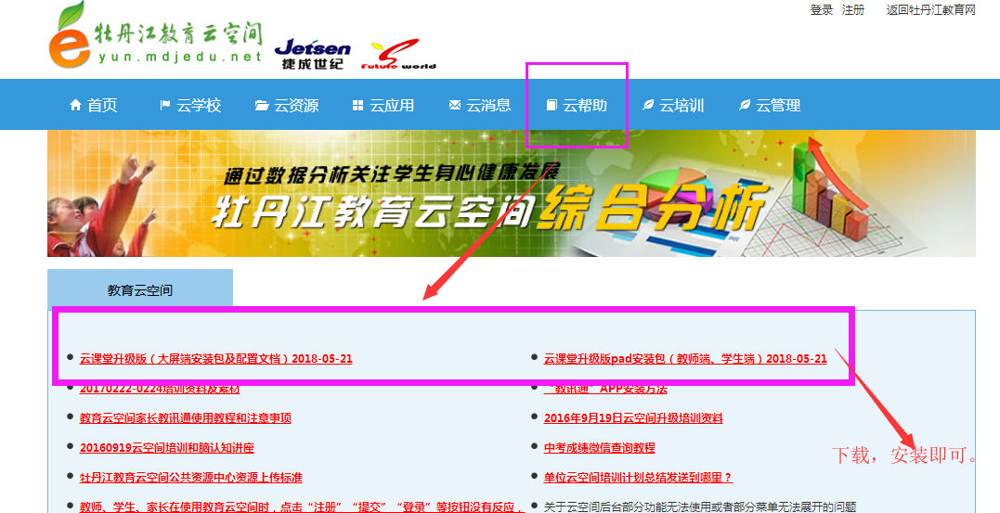 登录 注册 返回牡丹江教育网
牡丹江教育云空间
yun.mdjedu.net
Jetsen
捷成世纪
Future world
首页 云学校 云资源 云应用 云消息 云帮助 云培训 云管理
通过数据分析关注学生身心健康发展
牡丹江教育云空间综合分析
教育云空间
云课堂升级版（大屏端安装包及配置文档）2018-05-21
云课堂升级版pad安装包（教师端、学生端）2018-05-21
20170222-0224培训资料及素材
“教讯通”APP安装方法
教育云空间家长教讯通使用教程和注意事项
2016年9月19日云空间升级培训资料
20160919云空间培训和脑认知讲座
中考成绩微信查询教程
下载，安装即可。
牡丹江教育云空间公共资源中心资源上传标准
单位云空间培训计划总结发送到哪里？
教师、学生、家长在使用教育云空间时，点击“注册”“提交”“登录”等按钮没有反应，
关于云空间后台部分功能无法使用或者部分菜单无法展开的问题